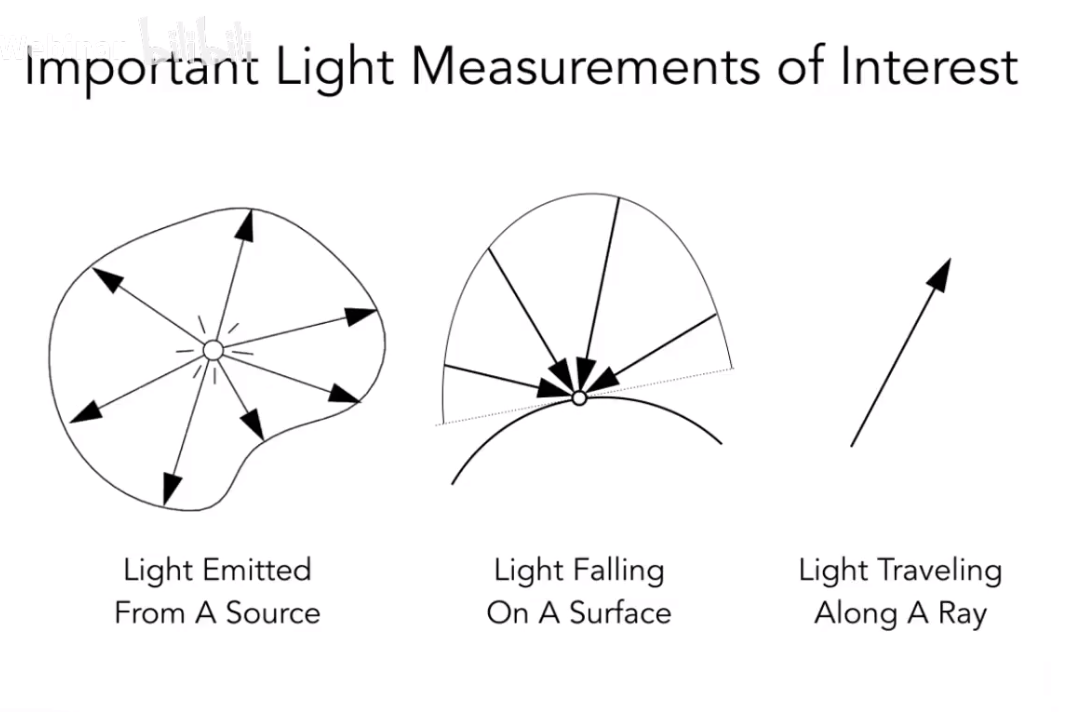 Webinar bilibili
Important Light Measurements of Interest
Light Emitted
From A Source
Light Falling
On A Surface
Light Traveling
Along A Ray